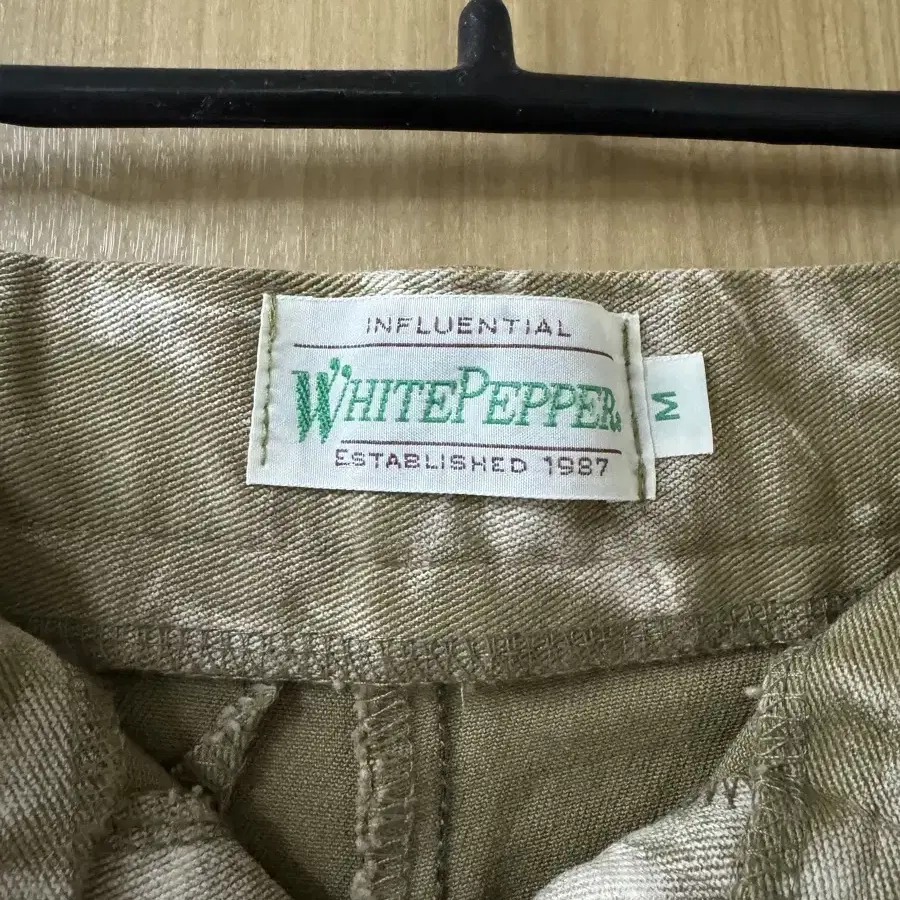 INFLUENTIAL
WHITEPEPPER
M
ESTABLISHED 1987